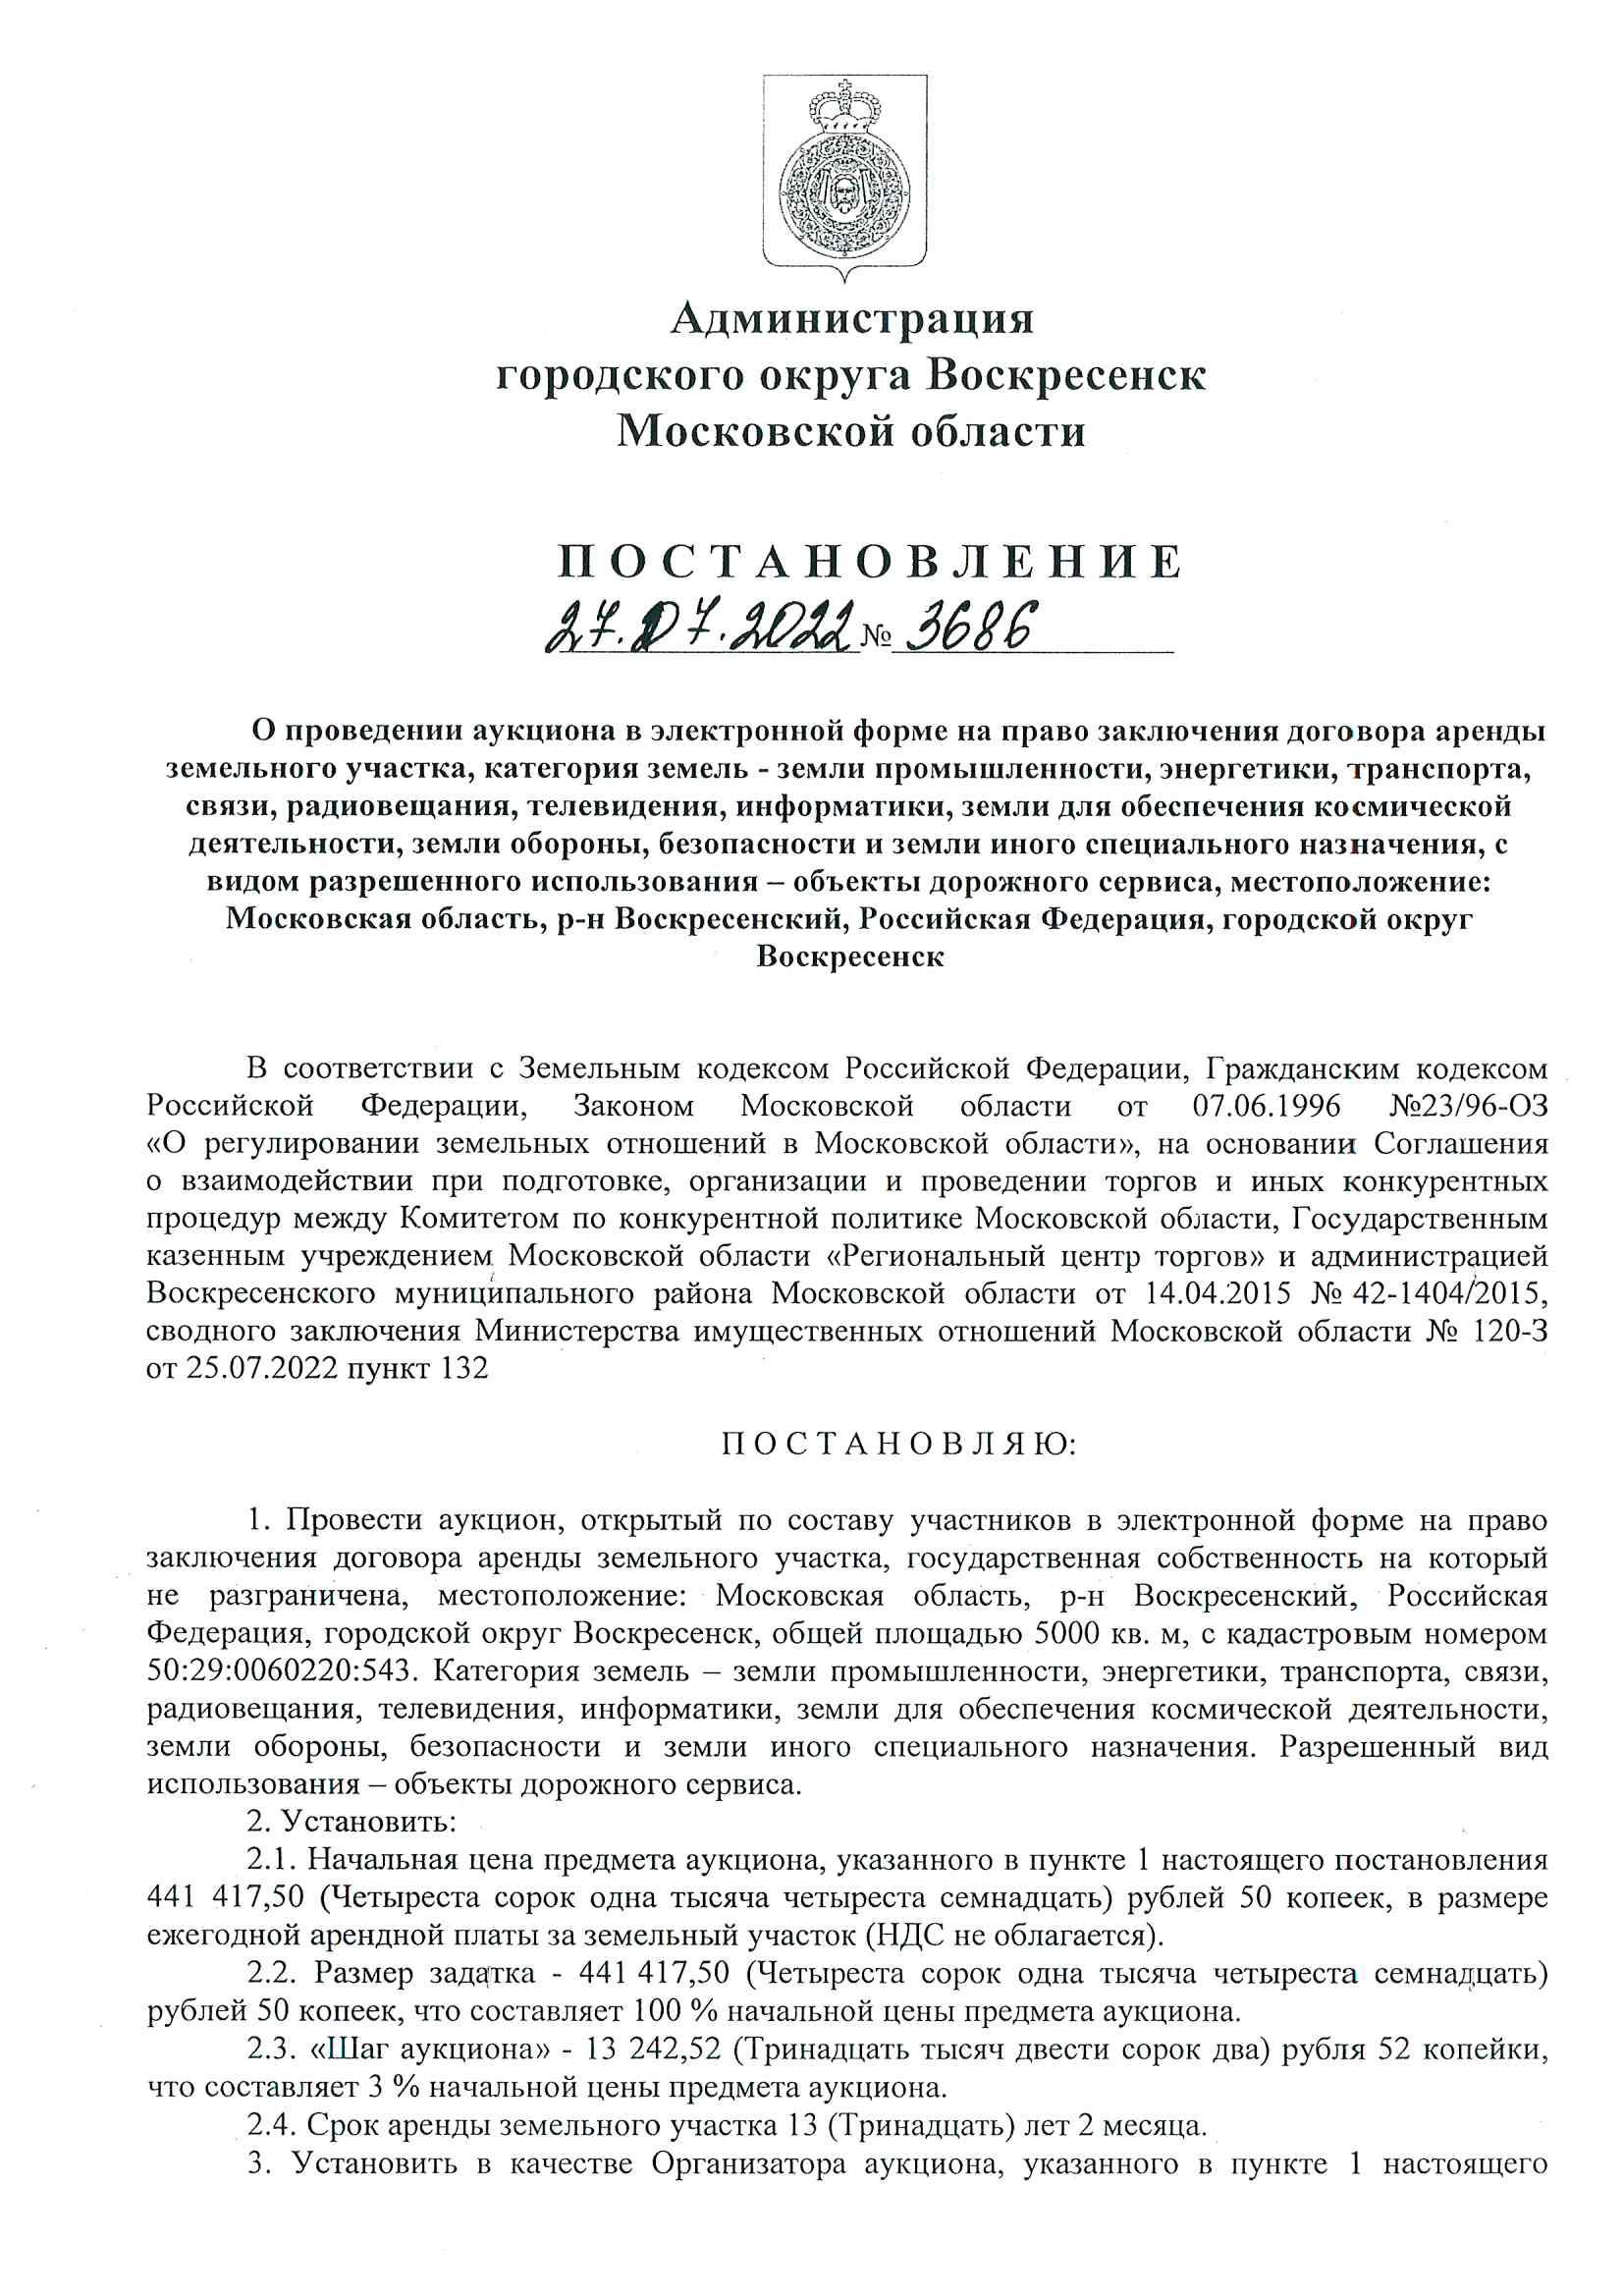 Администрация
городского округа Воскресенск
Московской области
ПОСТАНОВЛЕНИЕ
27.07.2022 № 3686
О проведении аукциона в электронной форме на право заключения договора аренды
земельного участка, категория земель - земли промышленности, энергетики, транспорта,
связи, радиовещания, телевидения, информатики, земли для обеспечения космической
деятельности, земли обороны, безопасности и земли иного специального назначения, с
видом разрешенного использования – объекты дорожного сервиса, местоположение:
Московская область, р-н Воскресенский, Российская Федерация, городской округ
Воскресенск
В соответствии с Земельным кодексом Российской Федерации, Гражданским кодексом
Российской Федерации, Законом Московской области от 07.06.1996 №23/96-ОЗ
«О регулировании земельных отношений в Московской области», на основании Соглашения
о взаимодействии при подготовке, организации и проведении торгов и иных конкурентных
процедур между Комитетом по конкурентной политике Московской области, Государственным
казенным учреждением Московской области «Региональный центр торгов» и администрацией
Воскресенского муниципального района Московской области от 14.04.2015 № 42-1404/2015,
сводного заключения Министерства имущественных отношений Московской области № 120-З
от 25.07.2022 пункт 132
ПОСТАНОВЛЯЮ:
1. Провести аукцион, открытый по составу участников в электронной форме на право
заключения договора аренды земельного участка, государственная собственность на который
не разграничена, местоположение: Московская область, р-н Воскресенский, Российская
Федерация, городской округ Воскресенск, общей площадью 5000 кв. м, с кадастровым номером
50:29:0060220:543. Категория земель – земли промышленности, энергетики, транспорта, связи,
радиовещания, телевидения, информатики, земли для обеспечения космической деятельности,
земли обороны, безопасности и земли иного специального назначения. Разрешенный вид
использования – объекты дорожного сервиса.
2. Установить:
2.1. Начальная цена предмета аукциона, указанного в пункте 1 настоящего постановления
441 417,50 (Четыреста сорок одна тысяча четыреста семнадцать) рублей 50 копеек, в размере
ежегодной арендной платы за земельный участок (НДС не облагается).
2.2. Размер задатка - 441 417,50 (Четыреста сорок одна тысяча четыреста семнадцать)
рублей 50 копеек, что составляет 100 % начальной цены предмета аукциона.
2.3. «Шаг аукциона» - 13 242,52 (Тринадцать тысяч двести сорок два) рубля 52 копейки,
что составляет 3 % начальной цены предмета аукциона.
2.4. Срок аренды земельного участка 13 (Тринадцать) лет 2 месяца.
3. Установить в качестве Организатора аукциона, указанного в пункте 1 настоящего